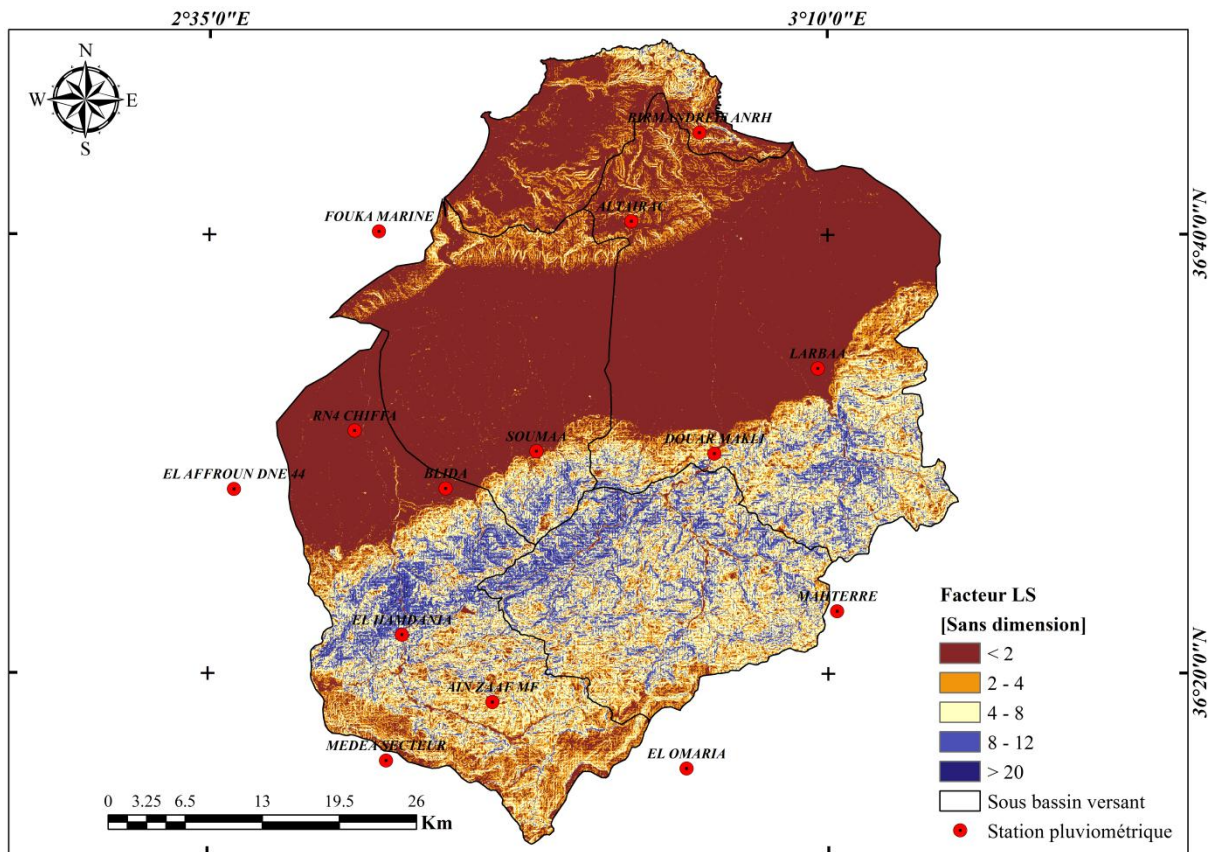 2°35'0"E
3°10'0"E
N
W
E
S
BIRMANDREIS ANRH
FOUKA MARINE
ALTAIRAC
36°40'0"N
LARBAA
RN4 CHIFFA
SOUMAA
DOUAR MAKLI
EL AFFROUN DNE 44
BLIDA
MAHTERRE
Facteur LS
[Sans dimension]
< 2
2 - 4
4 - 8
8 - 12
> 20
Sous bassin versant
Station pluviométrique
EL HAMDANIA
36°20'0"N
AIN ZAAF MF
MEDEA SECTEUR
EL OMARIA
0 3.25 6.5 13 19.5 26
Km